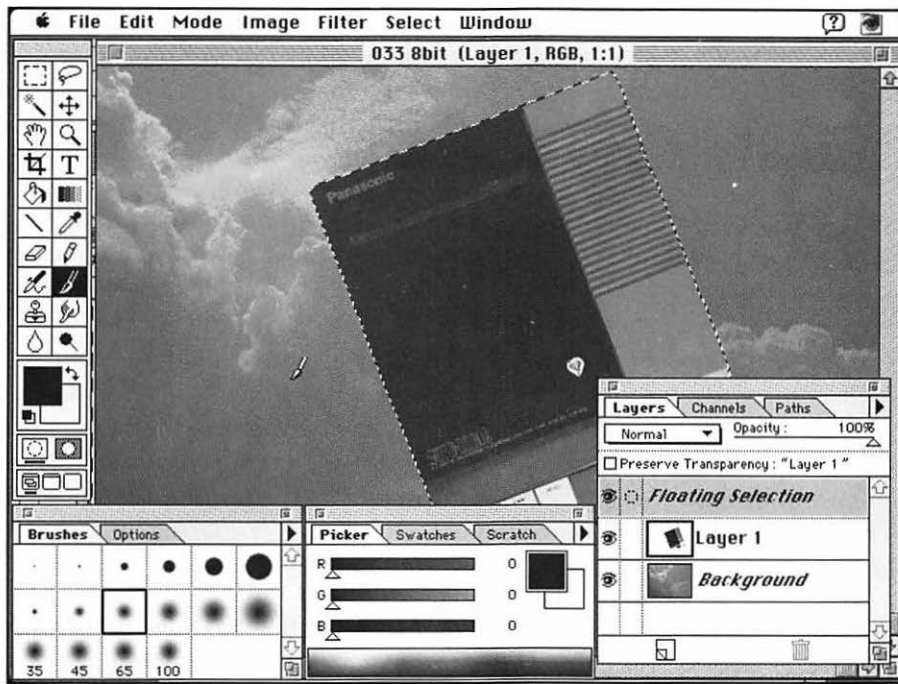 File Edit Mode Image Filter Select Window
033 8bit (Layer 1, RGB, 1:1)
T
Panasonic
Layers Channels Paths
Normal Opacity: 100%
Preserve Transparency: "Layer 1"
Floating Selection
Layer 1
Background
Brushes Options
35 45 65 100
Picker Swatches Scratch
R 0
G 0
B 0